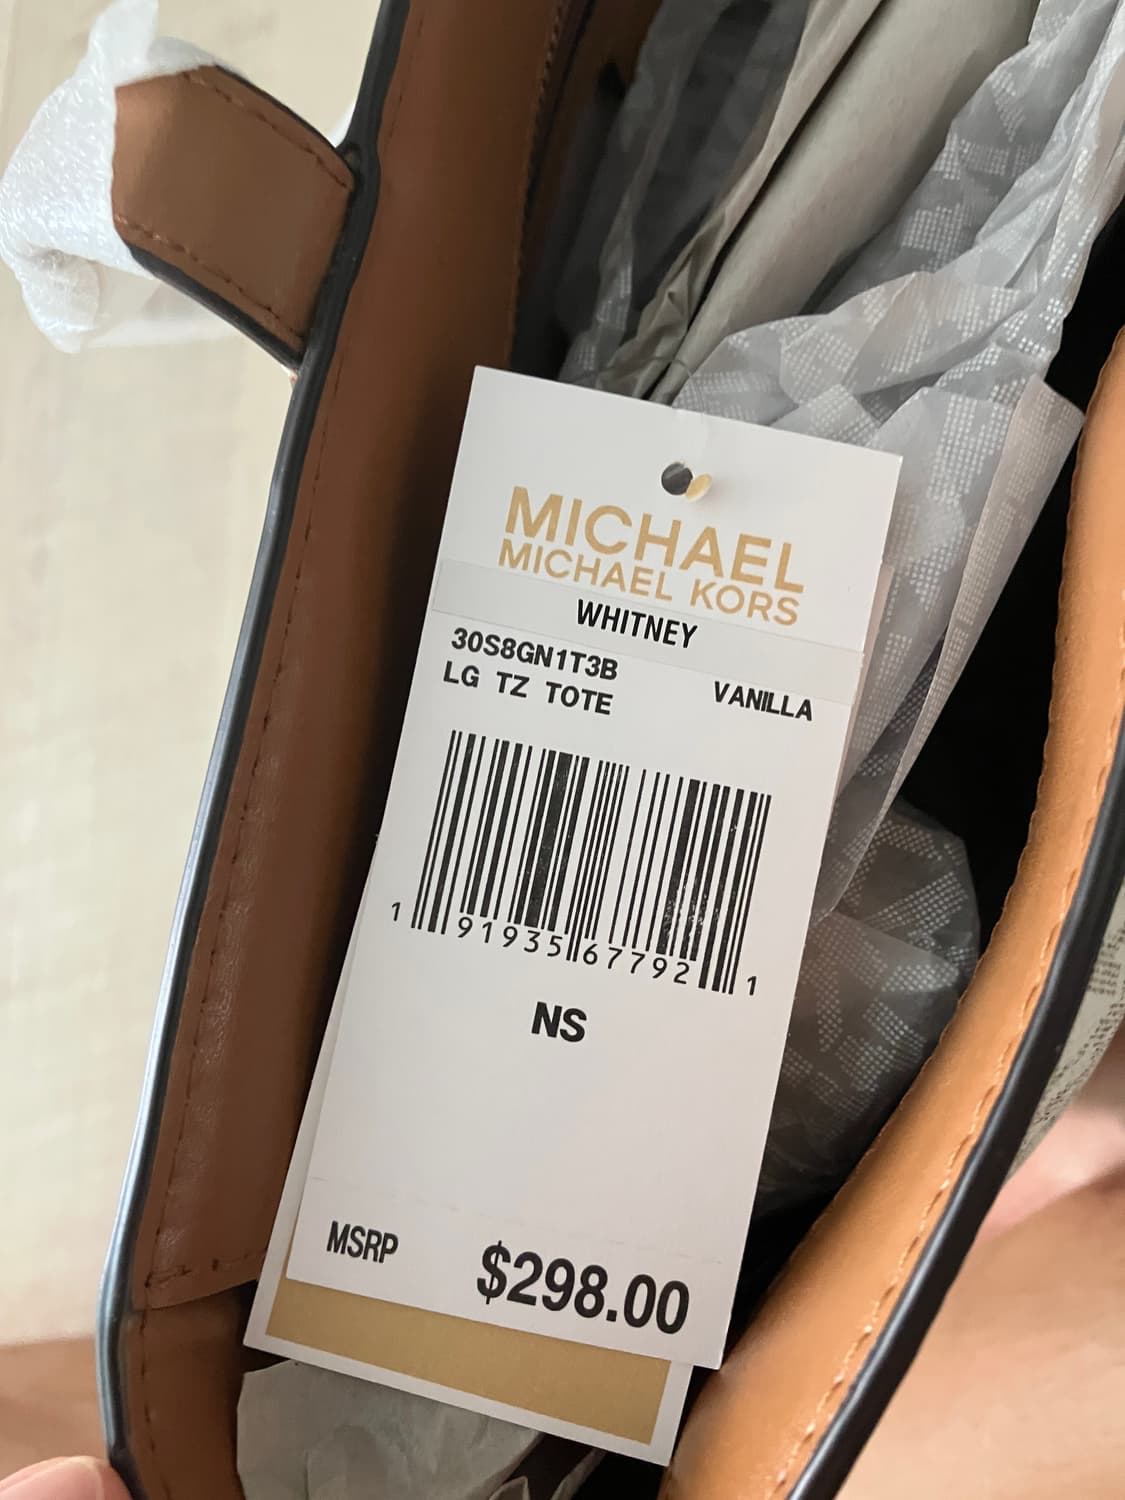 MICHAEL
MICHAEL KORS
WHITNEY
30S8GN1T3B
LG TZ TOTE VANILLA
1 91935 67792 1
NS
MSRP $298.00